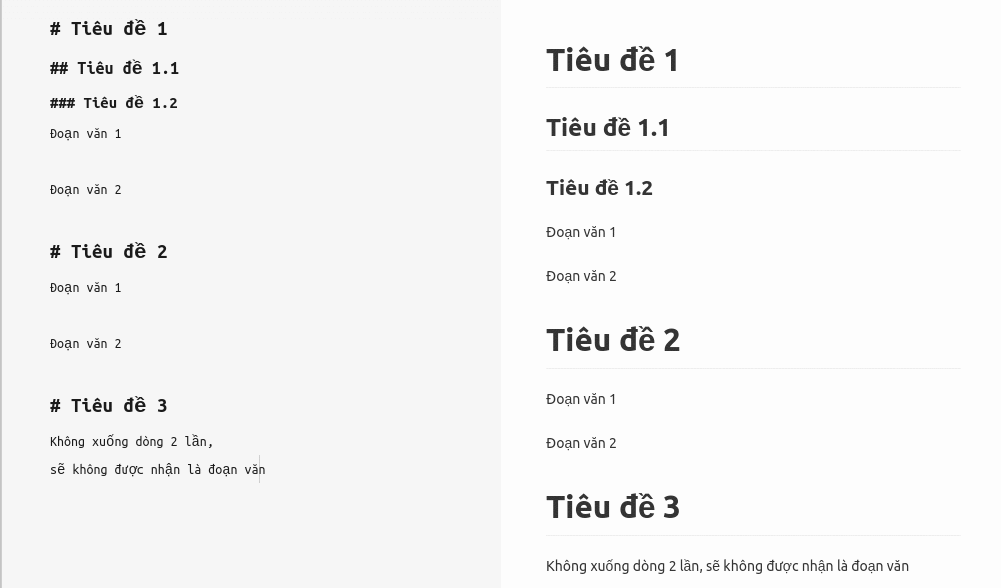 # Tiêu đề 1
## Tiêu đề 1.1
### Tiêu đề 1.2
Đoạn văn 1
Đoạn văn 2
# Tiêu đề 2
Đoạn văn 1
Đoạn văn 2
# Tiêu đề 3
Không xuống dòng 2 lần,
sẽ không được nhận là đoạn văn
Tiêu đề 1
Tiêu đề 1.1
Tiêu đề 1.2
Đoạn văn 1
Đoạn văn 2
Tiêu đề 2
Đoạn văn 1
Đoạn văn 2
Tiêu đề 3
Không xuống dòng 2 lần, sẽ không được nhận là đoạn văn